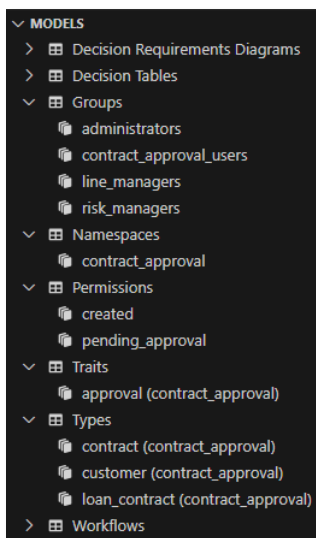 MODELS
Decision Requirements Diagrams
Decision Tables
Groups
administrators
contract_approval_users
line_managers
risk_managers
Namespaces
contract_approval
Permissions
created
pending_approval
Traits
approval (contract_approval)
Types
contract (contract_approval)
customer (contract_approval)
loan_contract (contract_approval)
Workflows